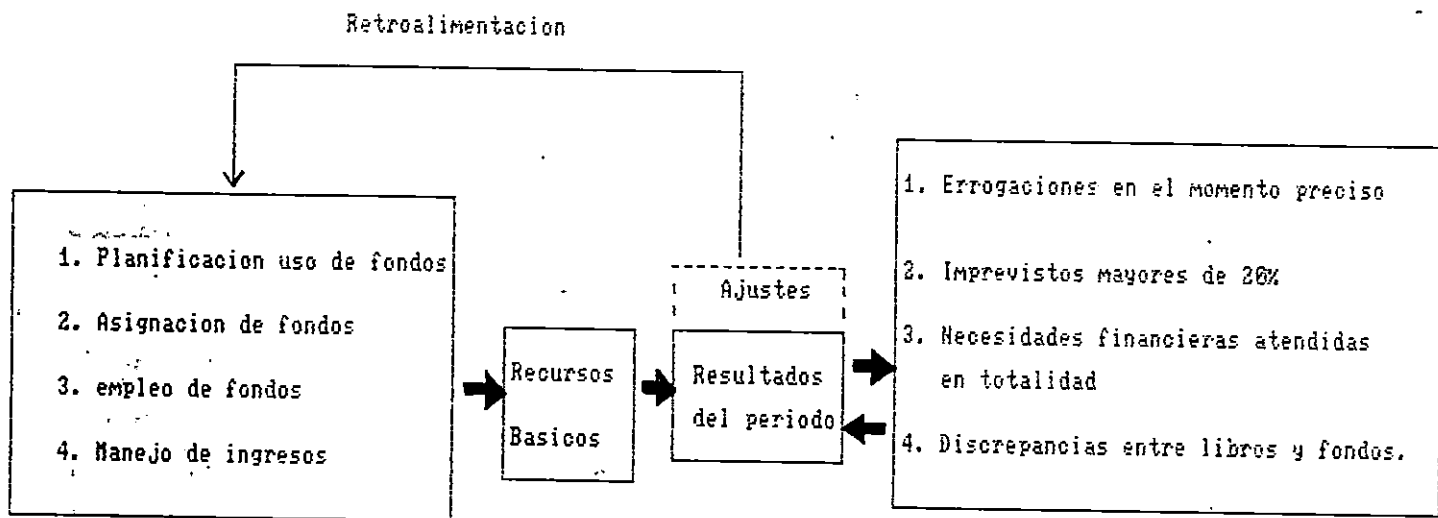 Retroalimentacion
1. Planificacion uso de fondos
2. Asignacion de fondos
3. empleo de fondos
4. Manejo de ingresos
Recursos
Basicos
Ajustes
Resultados
del periodo
1. Errogaciones en el momento preciso
2. Imprevistos mayores de 20%
3. Necesidades financieras atendidas
en totalidad
4. Discrepancias entre libros y fondos.